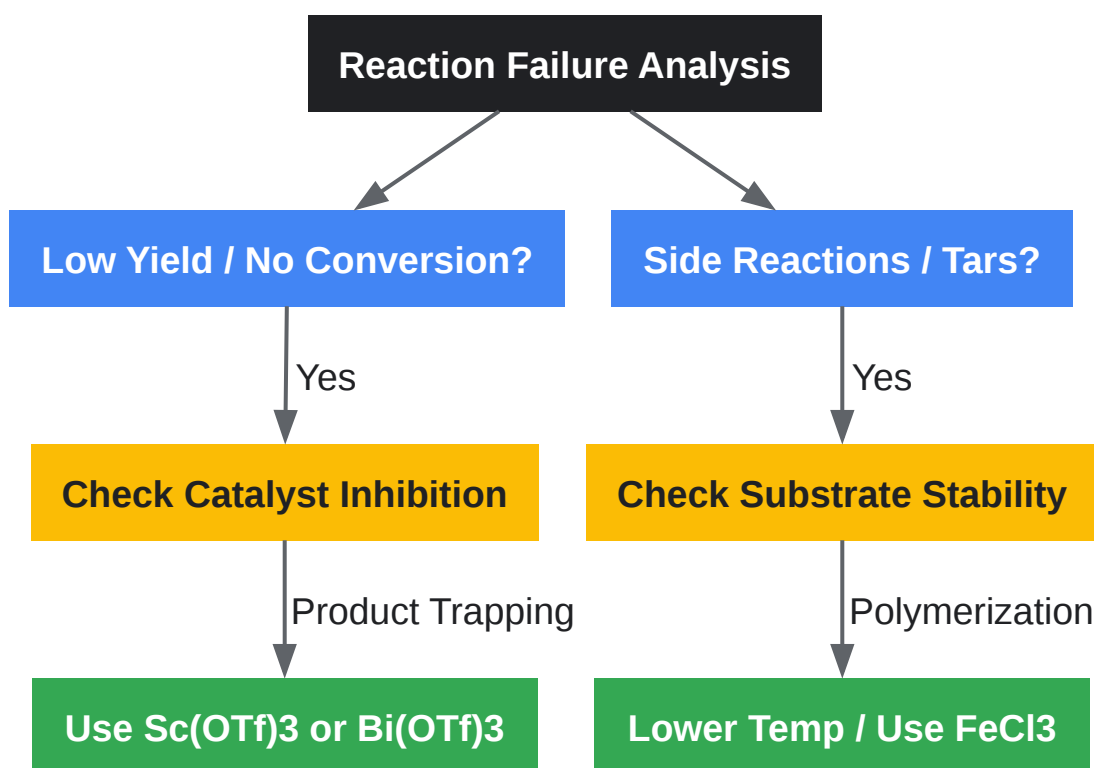 Reaction Failure Analysis
Low Yield / No Conversion?
Side Reactions / Tars?
Yes
Yes
Check Catalyst Inhibition
Check Substrate Stability
Product Trapping
Polymerization
Use Sc(OTf)3 or Bi(OTf)3
Lower Temp / Use FeCl3